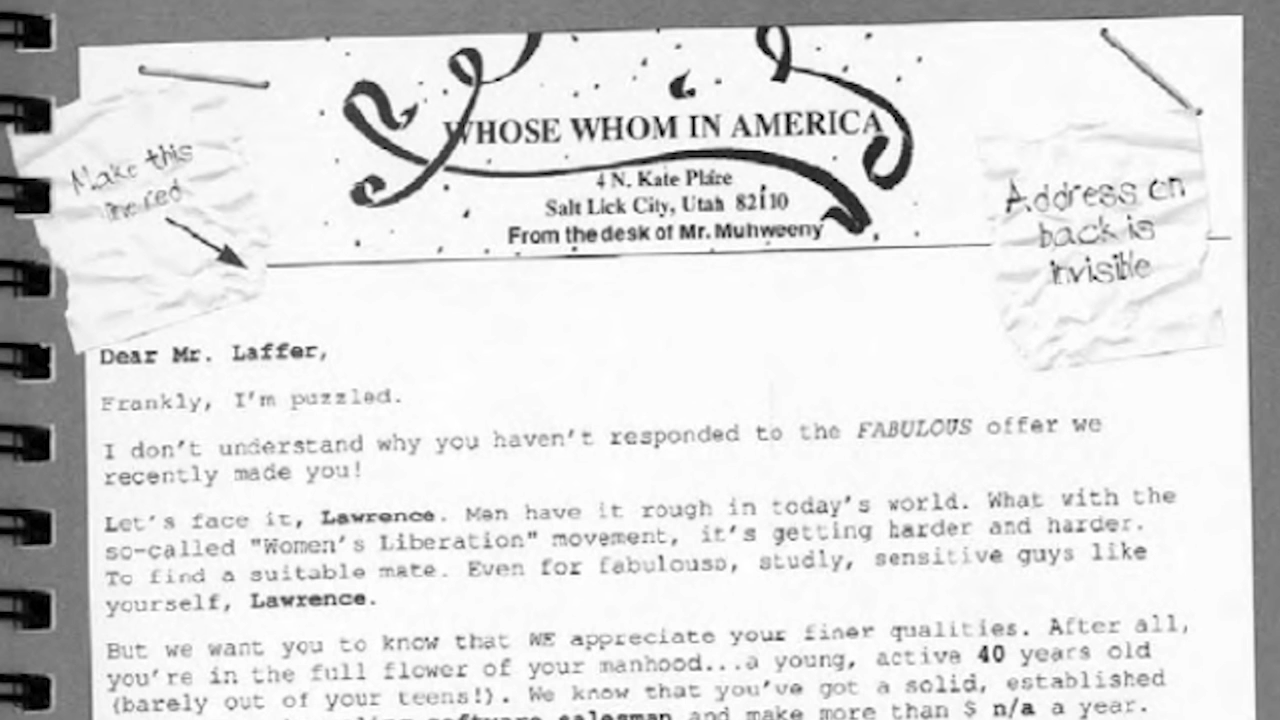 Make this
line red
WHOSE WHOM IN AMERICA
4 N. Kate Plaice
Salt Lick City, Utah 82110
From the desk of Mr. Muhweeny
Address on
back is
invisible
Dear Mr. Laffer,
Frankly, I'm puzzled.
I don't understand why you haven't responded to the FABULOUS offer we
recently made you!
Let's face it, Lawrence. Men have it rough in today's world. What with the
so-called "Women's Liberation" movement, it's getting harder and harder.
To find a suitable mate. Even for fabulouso, studly, sensitive guys like
yourself, Lawrence.
But we want you to know that WE appreciate your finer qualities. After all,
you're in the full flower of your manhood...a young, active 40 years old
(barely out of your teens!). We know that you've got a solid, established
software salesman and make more than $ n/a a year.